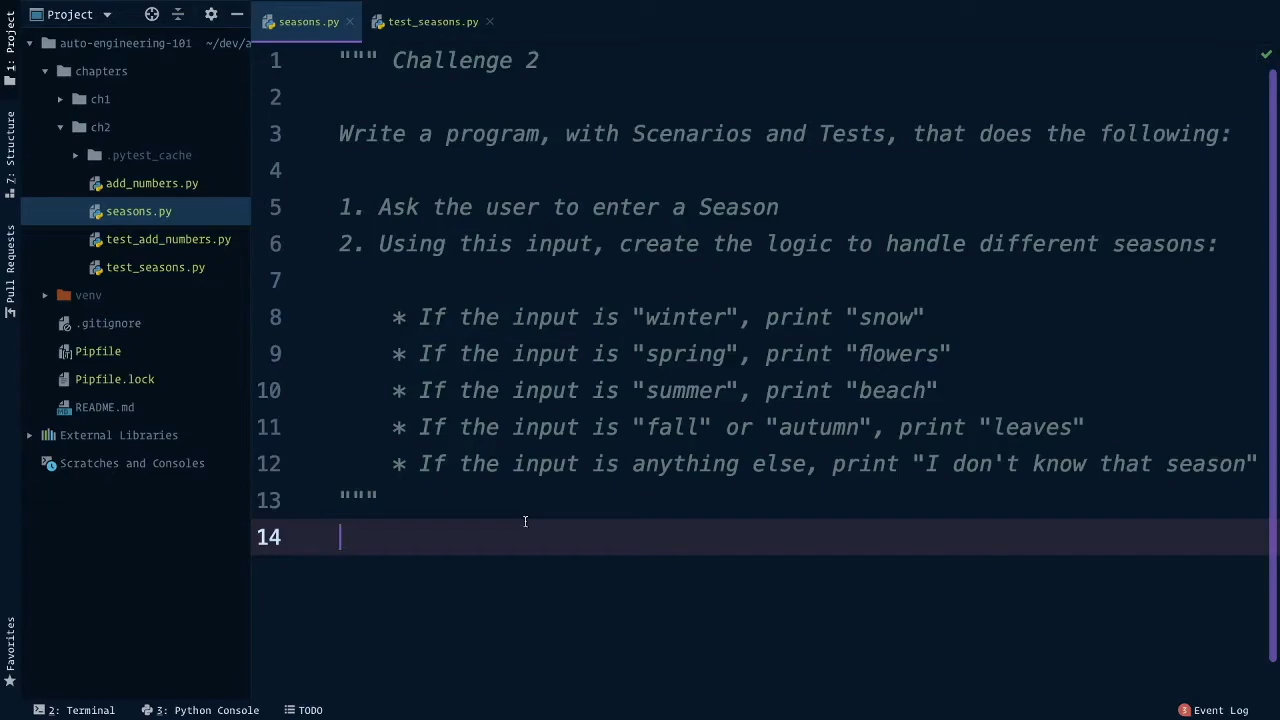 Project
seasons.py
test_seasons.py
1: Project
auto-engineering-101 ~/dev/a
chapters
ch1
ch2
.pytest_cache
add_numbers.py
seasons.py
test_add_numbers.py
test_seasons.py
venv
.gitignore
Pipfile
Pipfile.lock
README.md
External Libraries
Scratches and Consoles
7: Structure
Pull Requests
Favorites
1 """ Challenge 2
2
3 Write a program, with Scenarios and Tests, that does the following:
4
5 1. Ask the user to enter a Season
6 2. Using this input, create the logic to handle different seasons:
7
8 * If the input is "winter", print "snow"
9 * If the input is "spring", print "flowers"
10 * If the input is "summer", print "beach"
11 * If the input is "fall" or "autumn", print "leaves"
12 * If the input is anything else, print "I don't know that season"
13 """
14
2: Terminal
3: Python Console
TODO
3 Event Log